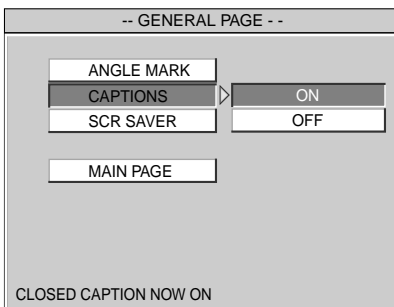 -- GENERAL PAGE - -
ANGLE MARK
CAPTIONS ON
SCR SAVER OFF
MAIN PAGE
CLOSED CAPTION NOW ON